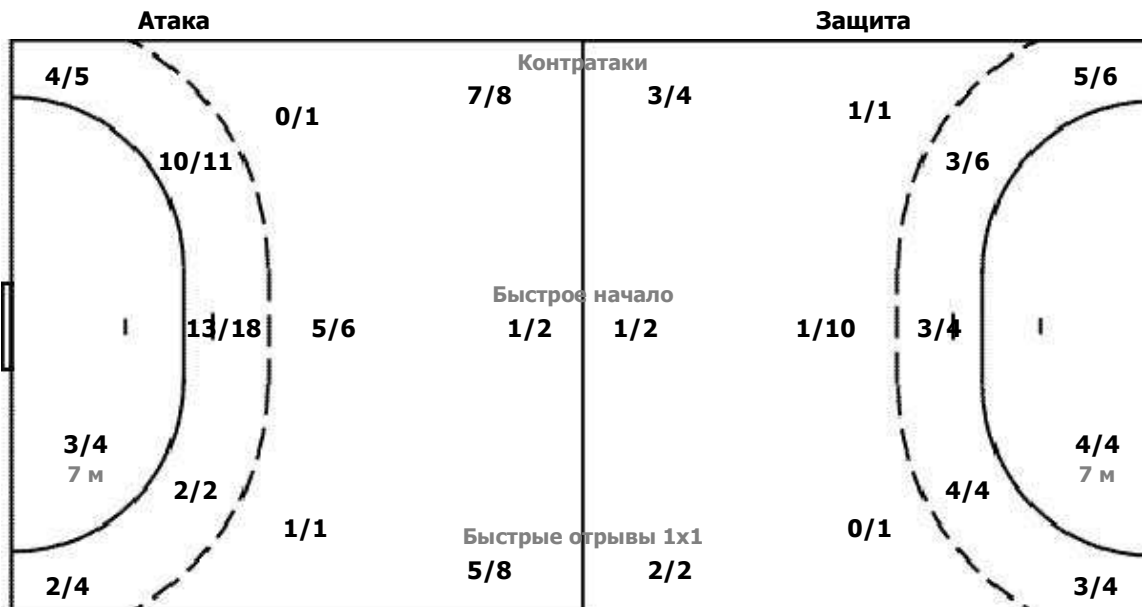 Атака Защита
4/5 Контратаки 5/6
0/1 7/8 3/4 1/1
10/11 3/6
Быстрое начало
13/18 5/6 1/2 1/2 1/10 3/4
3/4 4/4
7 м 7 м
2/2 4/4
1/1 Быстрые отрывы 1x1 0/1
2/4 5/8 2/2 3/4